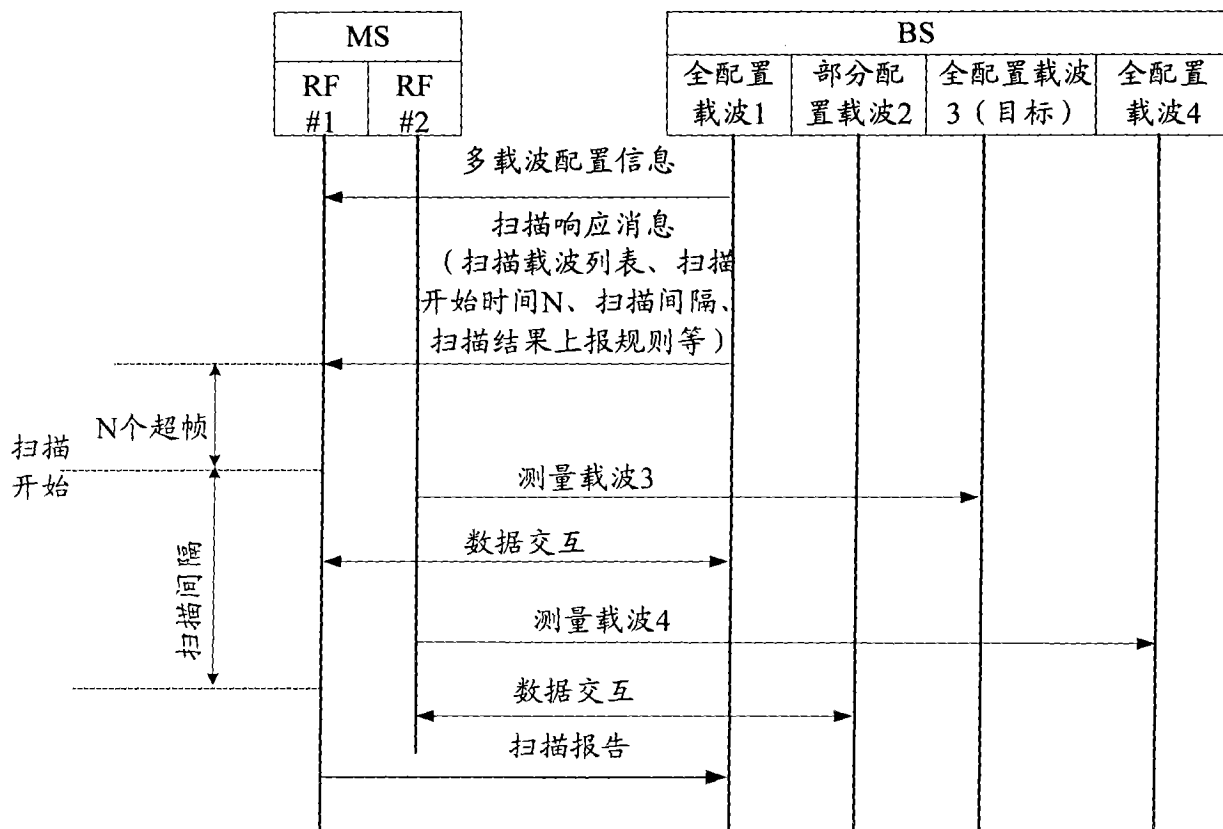 MS
BS
RF
#1
RF
#2
全配置
载波1
部分配
置载波2
全配置载波
3（目标）
全配置
载波4
多载波配置信息
扫描响应消息
（扫描载波列表、扫描
开始时间N、扫描间隔、
扫描结果上报规则等）
N个超帧
扫描
开始
测量载波3
数据交互
扫描间隔
测量载波4
数据交互
扫描报告